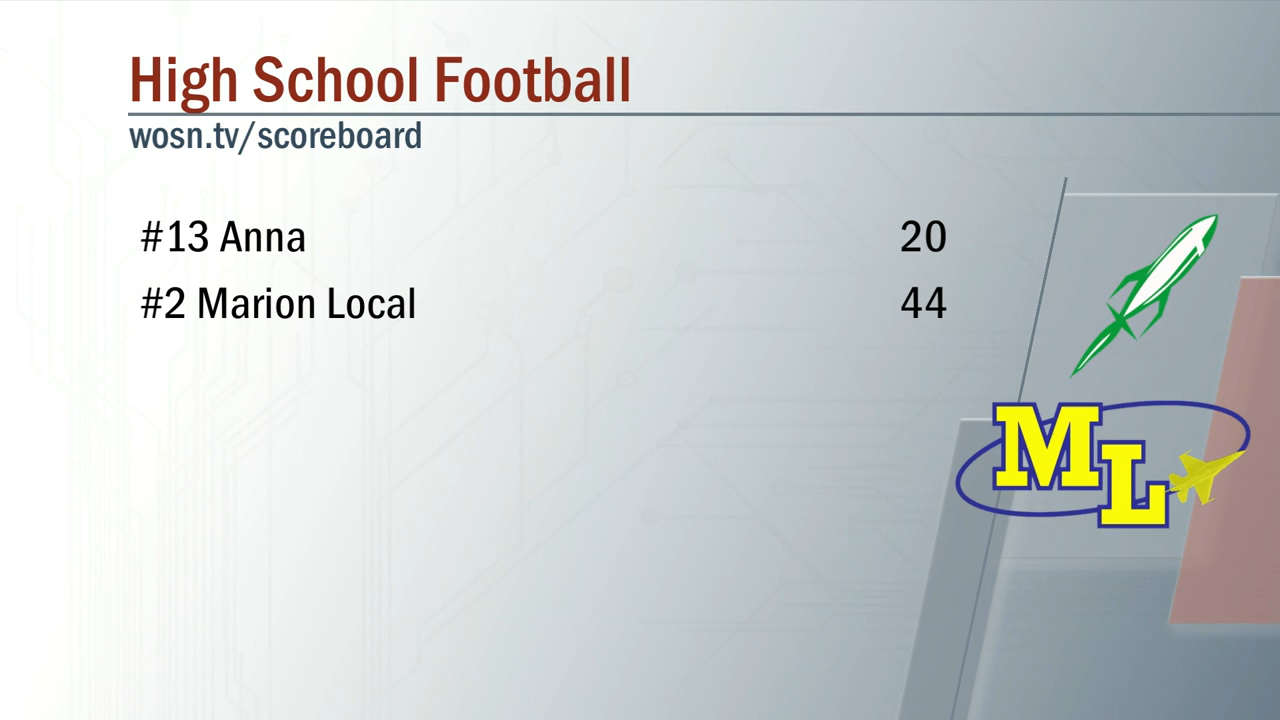 High School Football
wosn.tv/scoreboard
#13 Anna 20
#2 Marion Local 44
ML